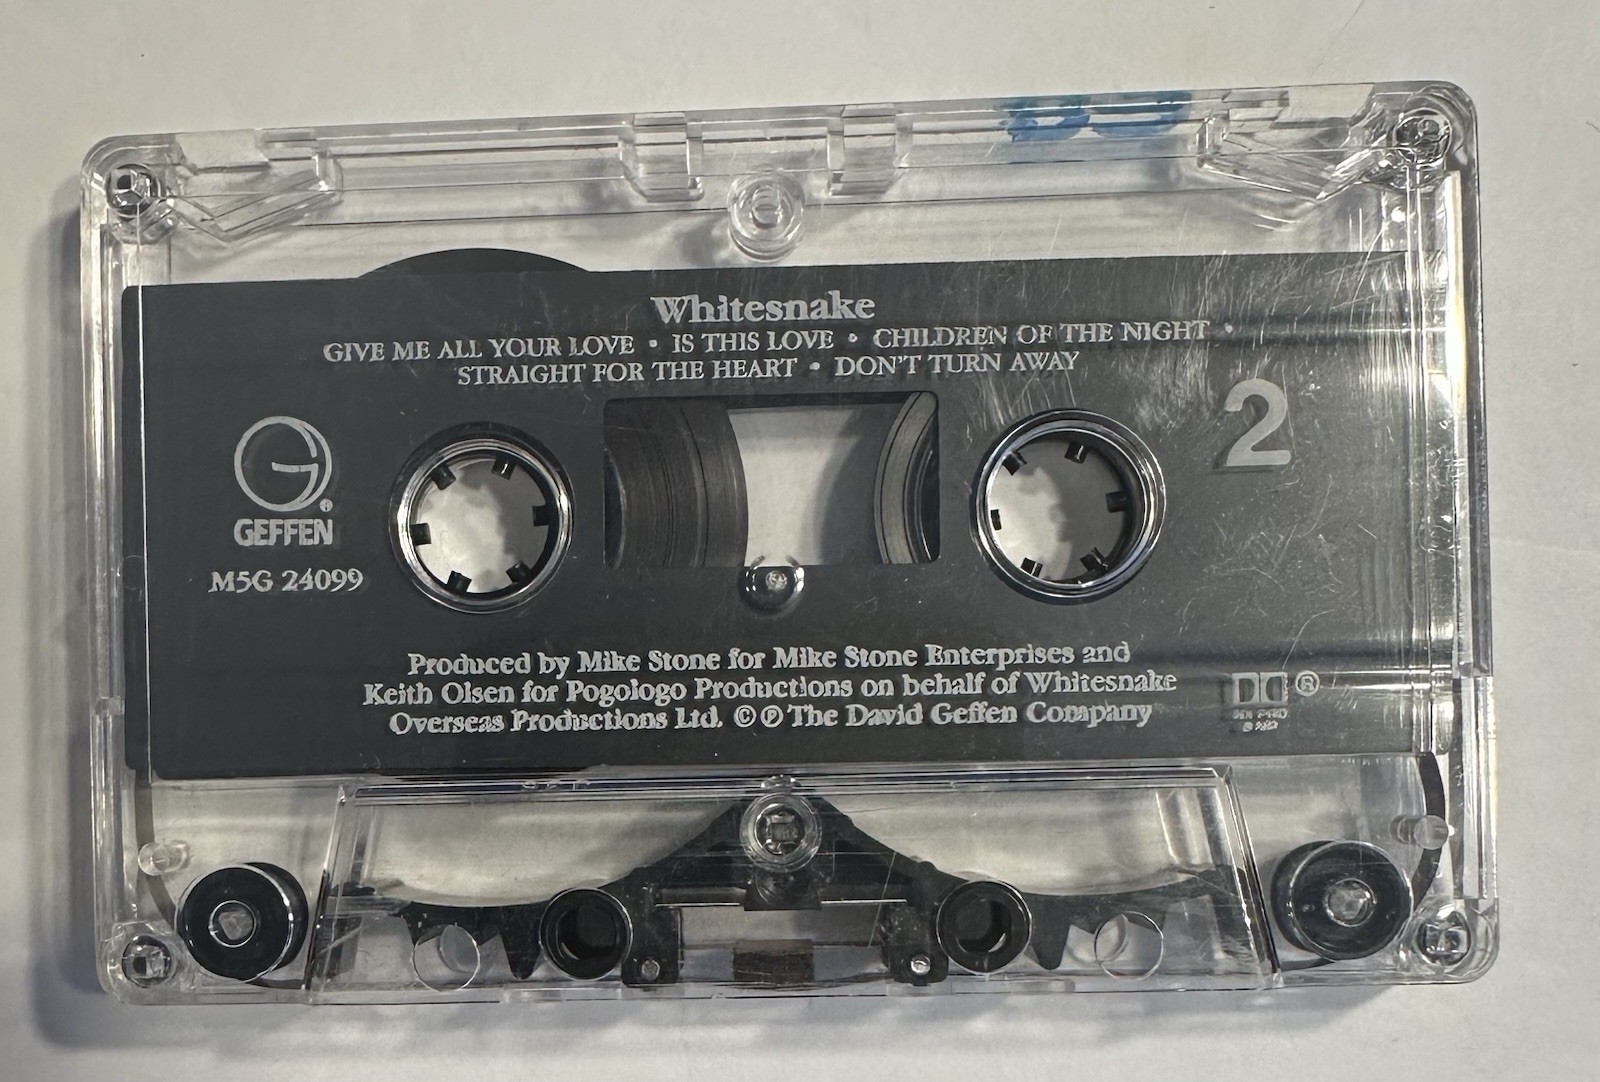 Whitesnake
GIVE ME ALL YOUR LOVE • IS THIS LOVE • CHILDREN OF THE NIGHT •
STRAIGHT FOR THE HEART • DON'T TURN AWAY
2
G®
GEFFEN
M5G 24099
Produced by Mike Stone for Mike Stone Enterprises and
Keith Olsen for Pogologo Productions on behalf of Whitesnake
Overseas Productions Ltd. © ℗ The David Geffen Company
®